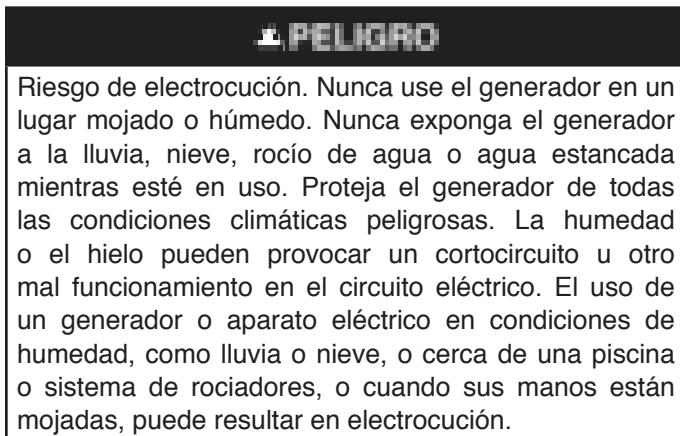 PELIGRO
Riesgo de electrocución. Nunca use el generador en un
lugar mojado o húmedo. Nunca exponga el generador
a la lluvia, nieve, rocío de agua o agua estancada
mientras esté en uso. Proteja el generador de todas
las condiciones climáticas peligrosas. La humedad
o el hielo pueden provocar un cortocircuito u otro
mal funcionamiento en el circuito eléctrico. El uso de
un generador o aparato eléctrico en condiciones de
humedad, como lluvia o nieve, o cerca de una piscina
o sistema de rociadores, o cuando sus manos están
mojadas, puede resultar en electrocución.